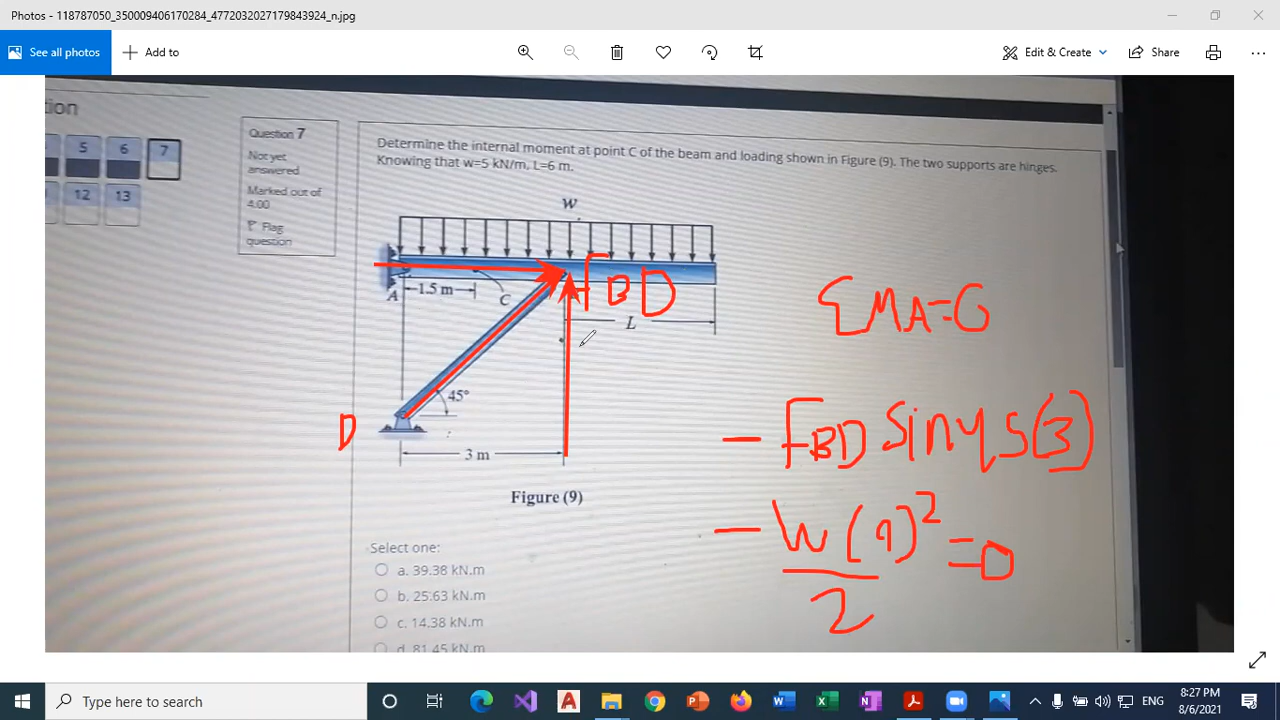 Photos - 118787050_350009406170284_4772032027179843924_n.jpg
See all photos
Add to
Edit & Create
Share
tion
5 6 7
12 13
Question 7
Not yet
answered
Marked out of
4.00
Flag
question
Determine the internal moment at point C of the beam and loading shown in Figure (9). The two supports are hinges.
Knowing that w=5 kN/m, L=6 m.
W
A
1.5 m
C
FBD
L
45°
D
3 m
Figure (9)
ΣMA=0
- FBD sin45(3)
- W(9)²/2 =0
Select one:
a. 39.38 kN.m
b. 25.63 kN.m
c. 14.38 kN.m
d. 81.45 kN.m
Type here to search
ENG
8:27 PM
8/6/2021